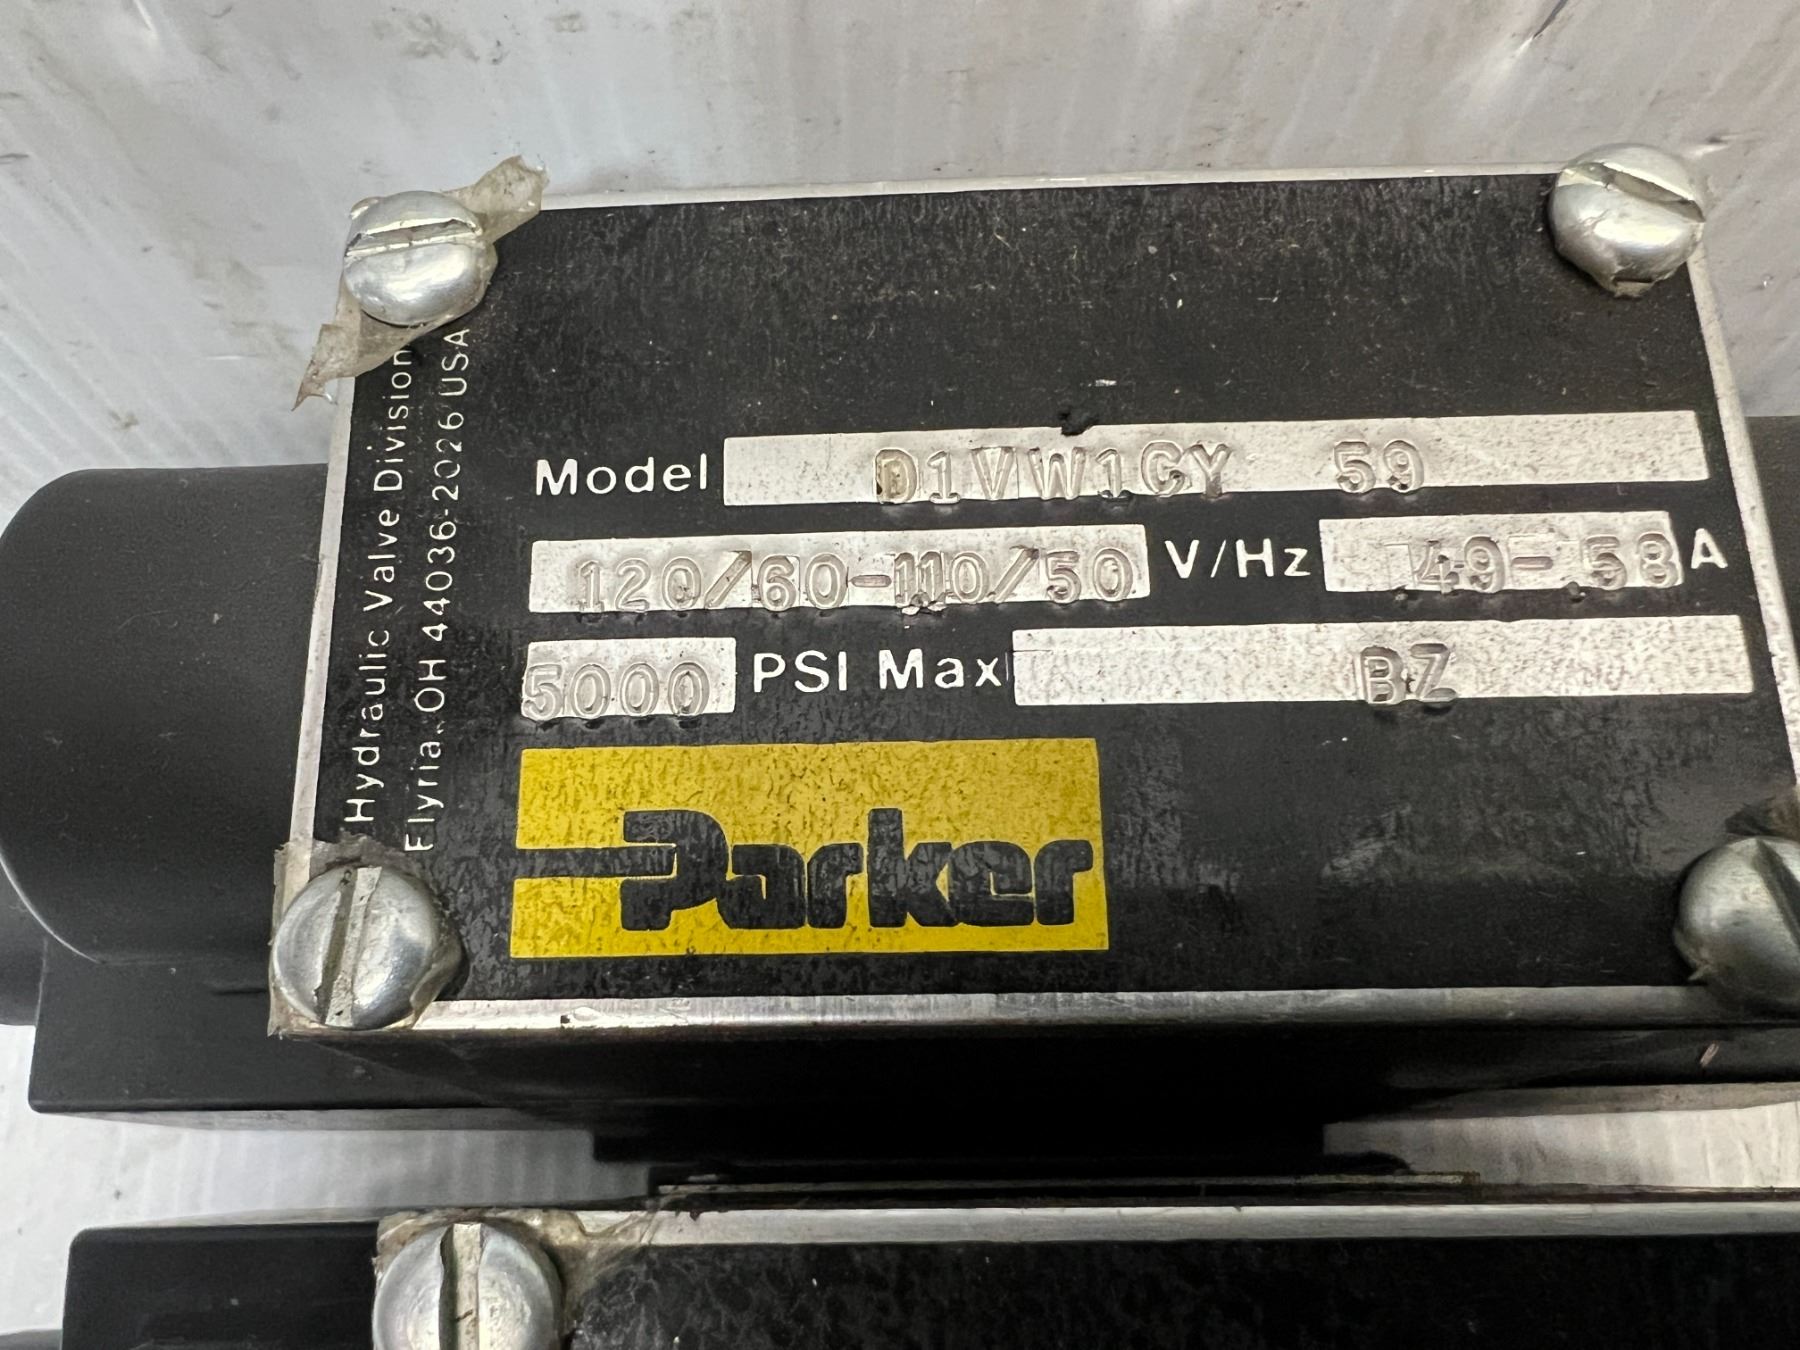 Model D1VW1CY 59
120/60-110/50 V/Hz .49-.58 A
5000 PSI Max BZ
Parker
Hydraulic Valve Division
Elyria, OH 44036-2026 USA